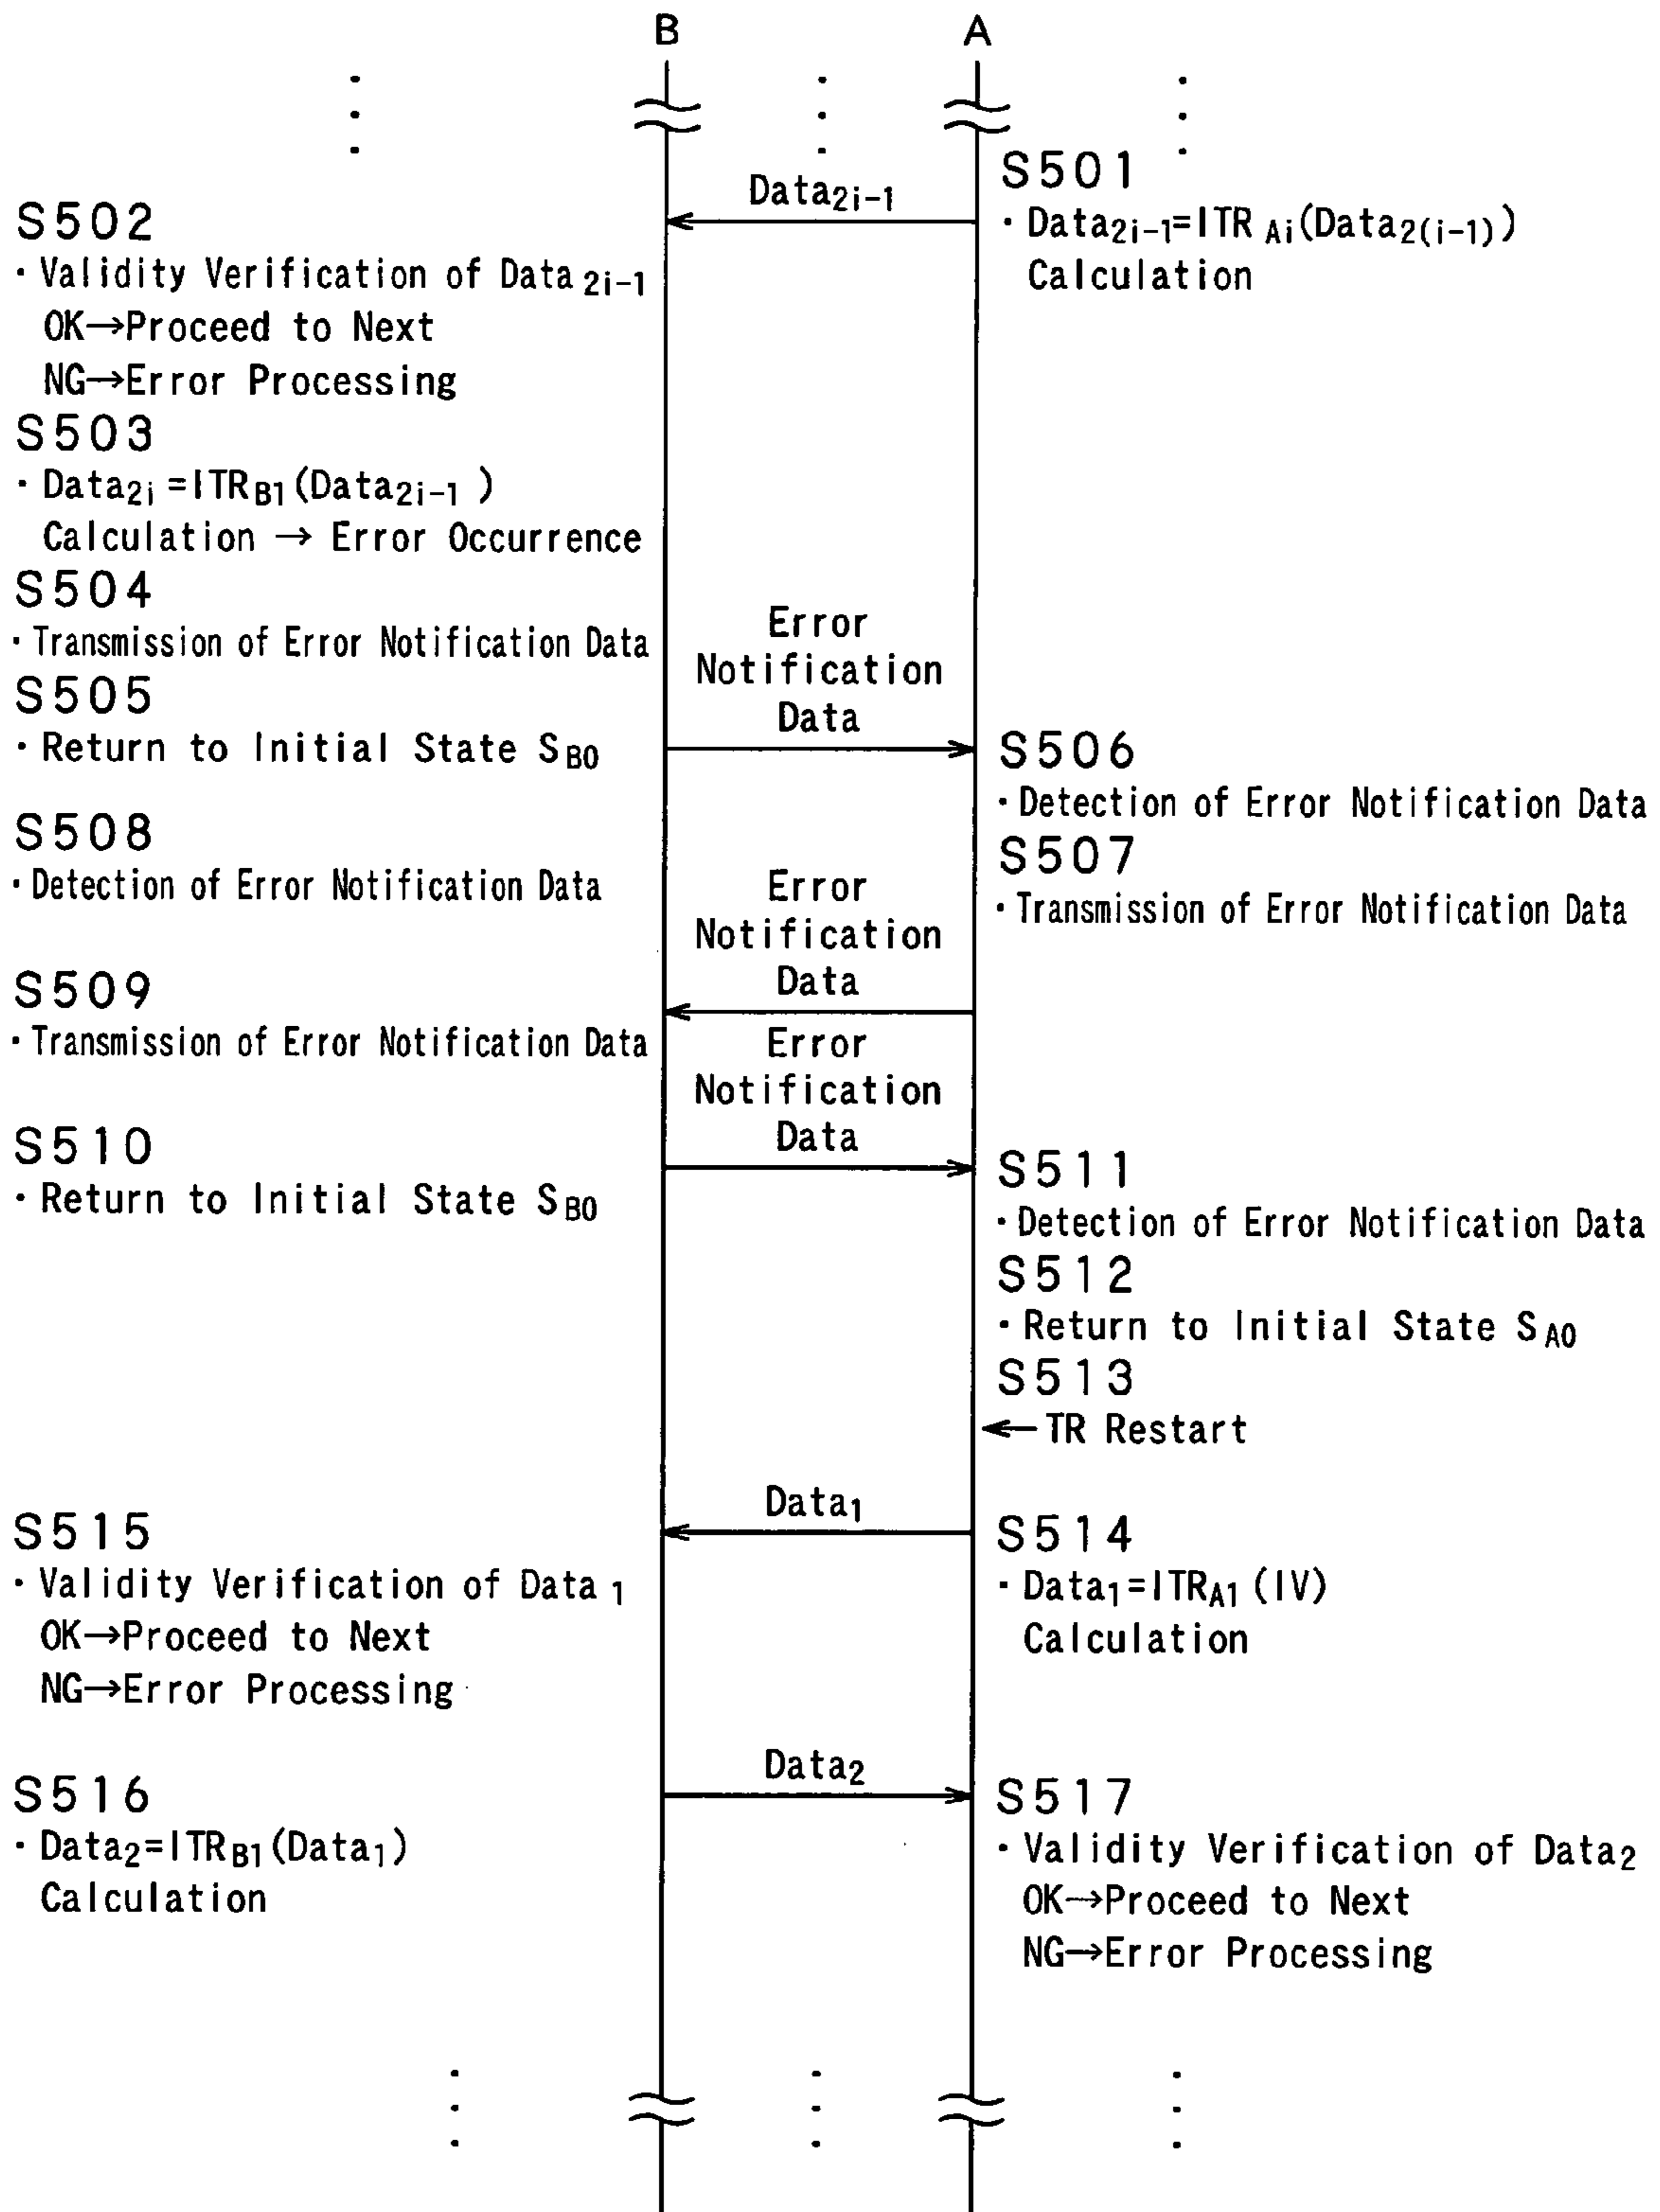 B
A
S501
・Data2i-1=ITR Ai(Data2(i-1))
Calculation
Data2i-1
S502
・Validity Verification of Data 2i-1
OK→Proceed to Next
NG→Error Processing
S503
・Data2i =ITRB1(Data2i-1 )
Calculation → Error Occurrence
S504
・Transmission of Error Notification Data
S505
・Return to Initial State S B0
Error
Notification
Data
S506
・Detection of Error Notification Data
S507
・Transmission of Error Notification Data
S508
・Detection of Error Notification Data
Error
Notification
Data
S509
・Transmission of Error Notification Data
Error
Notification
Data
S510
・Return to Initial State S B0
S511
・Detection of Error Notification Data
S512
・Return to Initial State S A0
S513
←TR Restart
Data1
S514
・Data1=ITRA1 (IV)
Calculation
S515
・Validity Verification of Data 1
OK→Proceed to Next
NG→Error Processing
Data2
S516
・Data2=ITRB1(Data1)
Calculation
S517
・Validity Verification of Data2
OK→Proceed to Next
NG→Error Processing